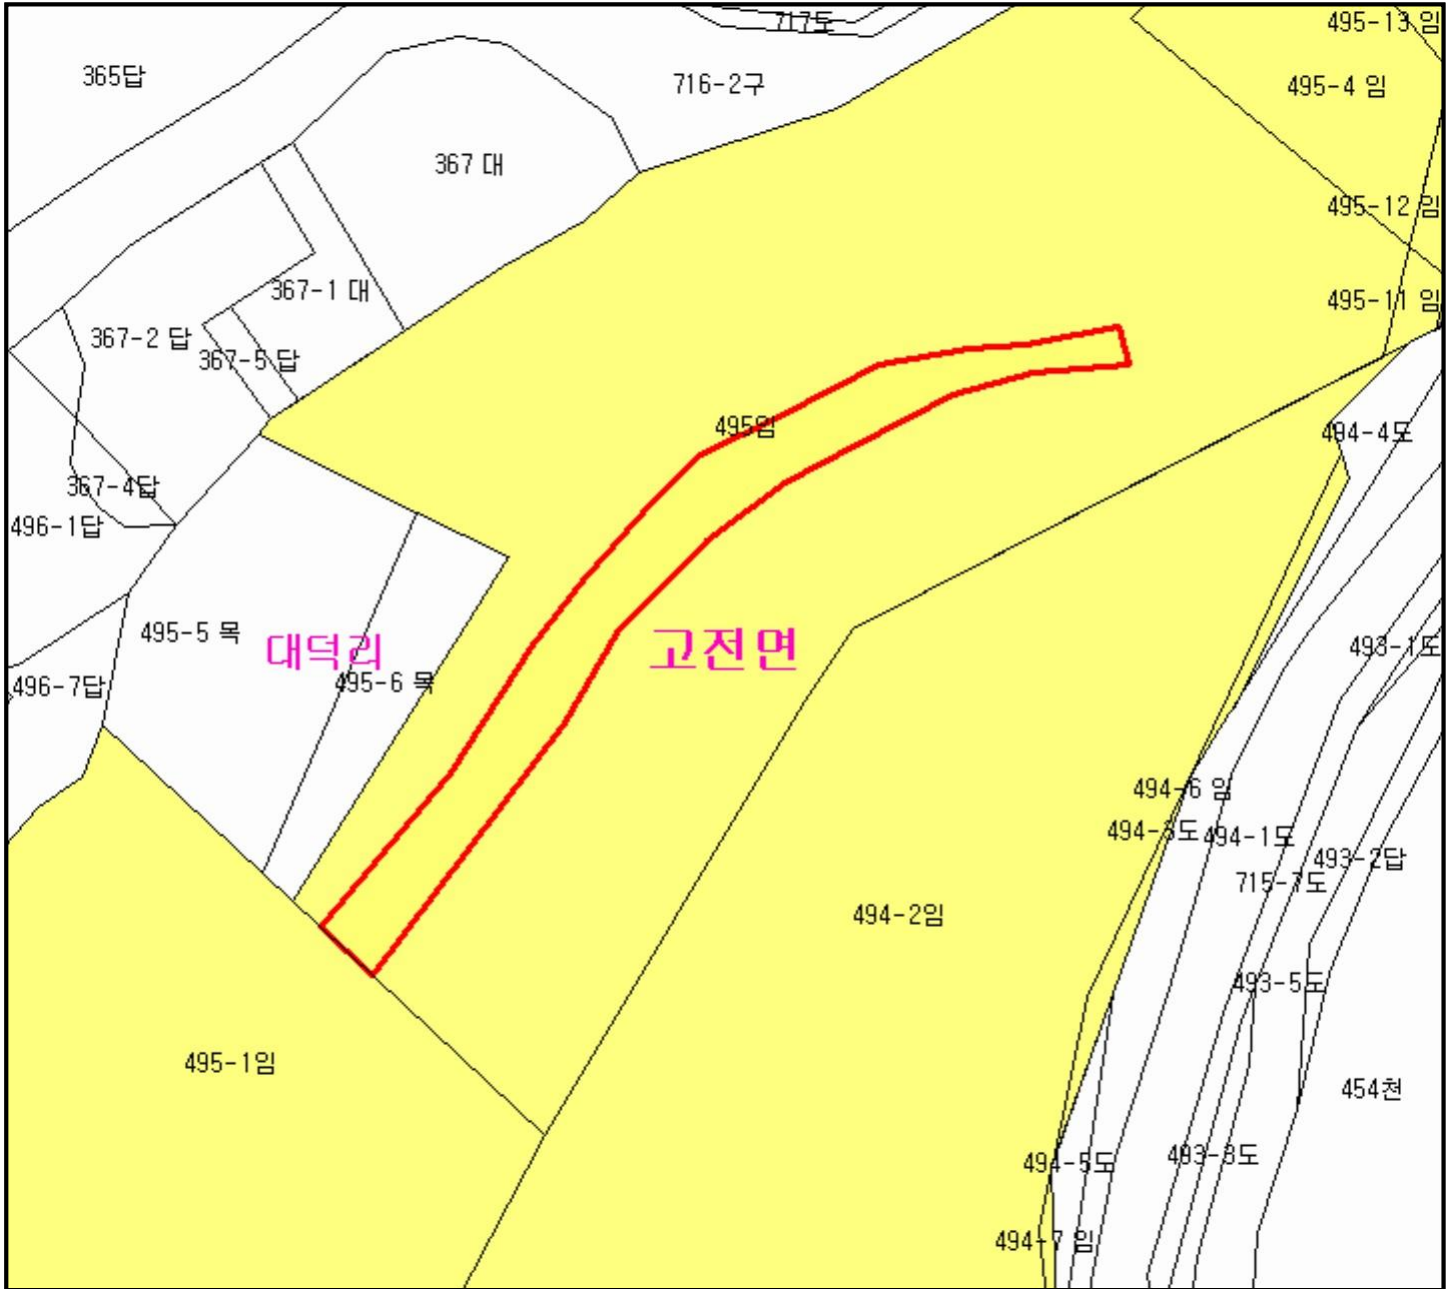 717도
495-13 임
365답
716-2구
495-4 임
367 대
495-12 임
367-1 대
495-11 임
367-2 답
367-5 답
495임
494-4도
367-4답
496-1답
495-5 목
대덕리
고전면
493-1도
495-6 목
496-7답
494-6 임
494-3도
494-1도
493-2답
715-7도
494-2임
493-5도
495-1임
454천
494-5도
493-3도
494-7 임